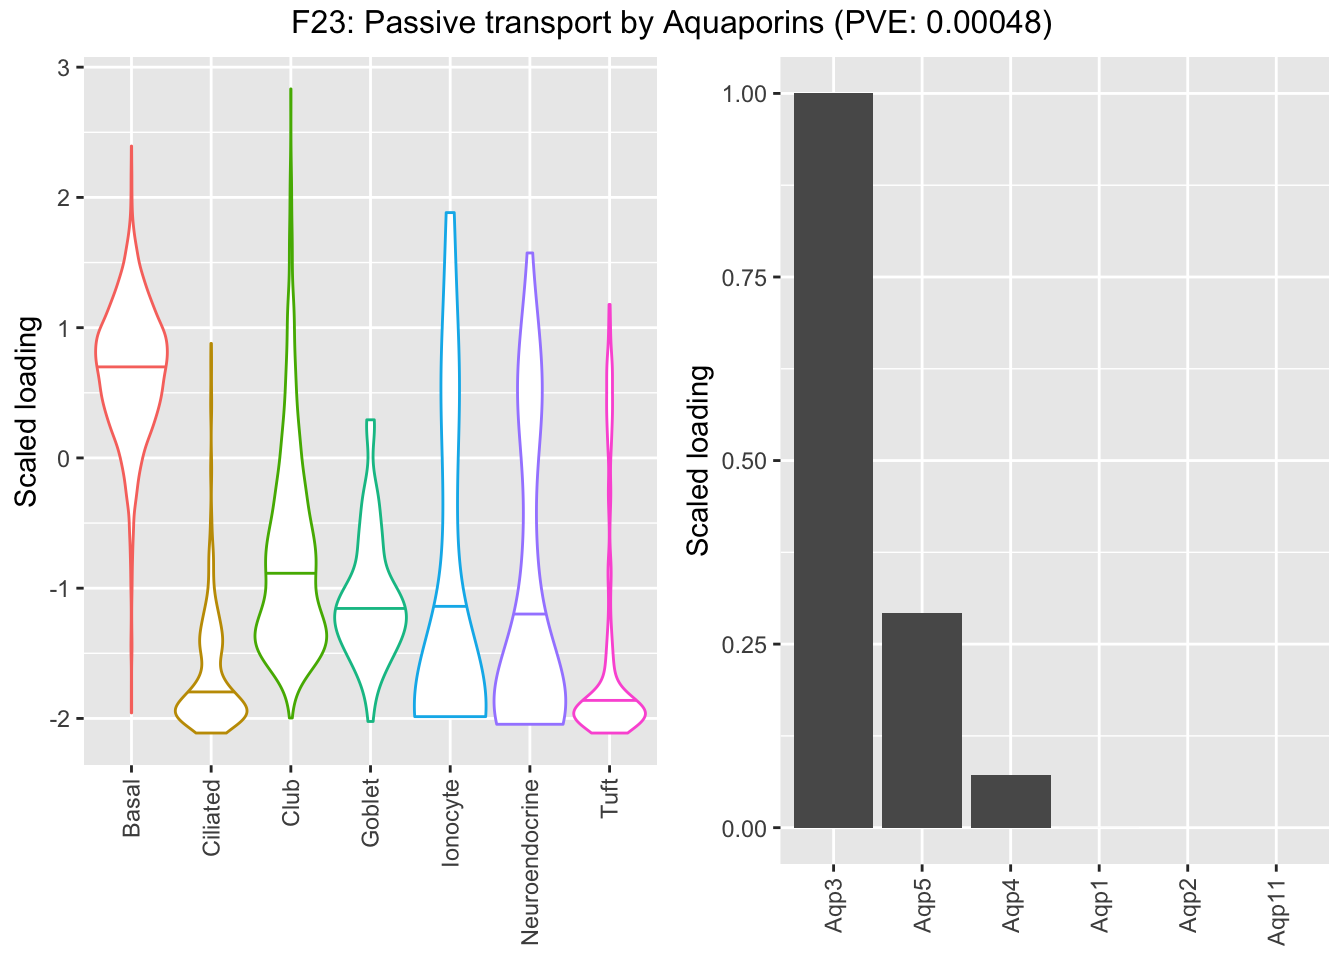 F23: Passive transport by Aquaporins (PVE: 0.00048)
Scaled loading
3
2
1
0
-1
-2
Basal
Ciliated
Club
Goblet
Ionocyte
Neuroendocrine
Tuft
Scaled loading
1.00
0.75
0.50
0.25
0.00
Aqp3
Aqp5
Aqp4
Aqp1
Aqp2
Aqp11